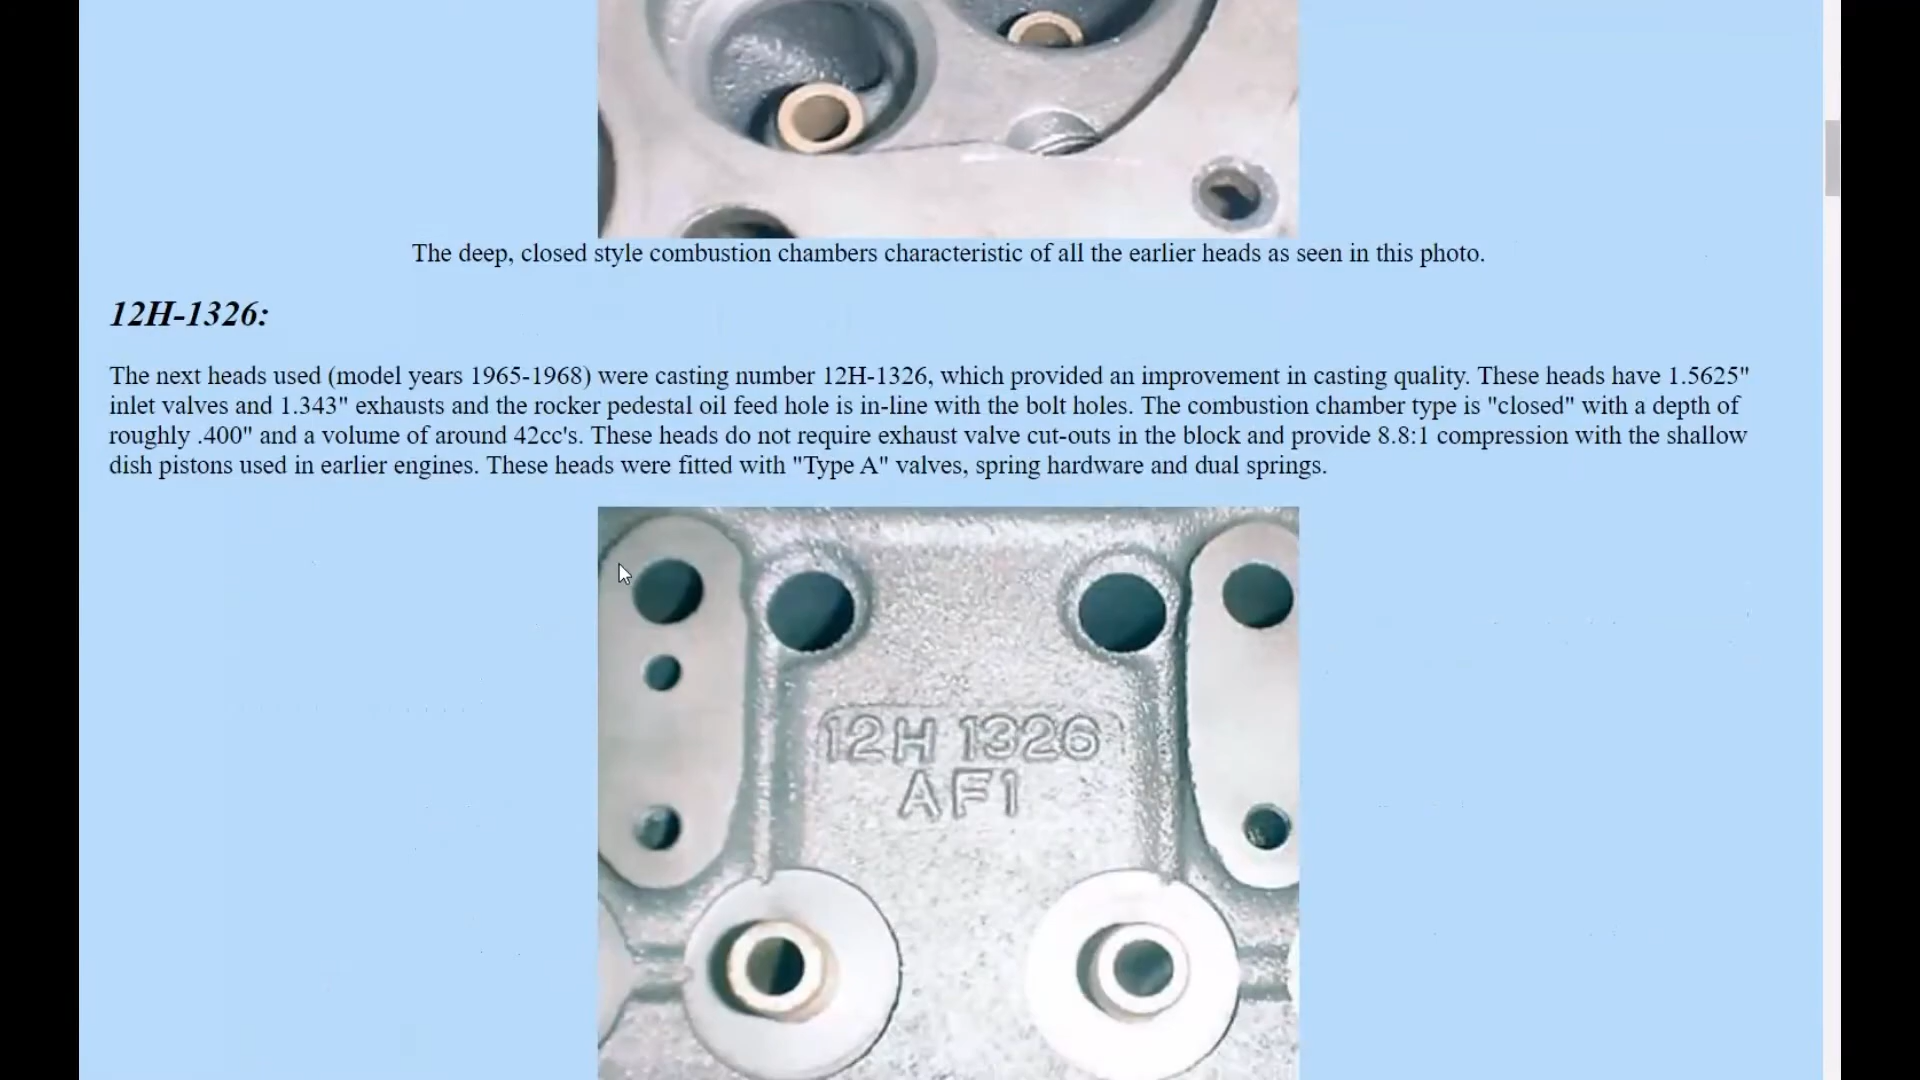 The deep, closed style combustion chambers characteristic of all the earlier heads as seen in this photo.
12H-1326:
The next heads used (model years 1965-1968) were casting number 12H-1326, which provided an improvement in casting quality. These heads have 1.5625"
inlet valves and 1.343" exhausts and the rocker pedestal oil feed hole is in-line with the bolt holes. The combustion chamber type is "closed" with a depth of
roughly .400" and a volume of around 42cc's. These heads do not require exhaust valve cut-outs in the block and provide 8.8:1 compression with the shallow
dish pistons used in earlier engines. These heads were fitted with "Type A" valves, spring hardware and dual springs.
12H 1326
AF1